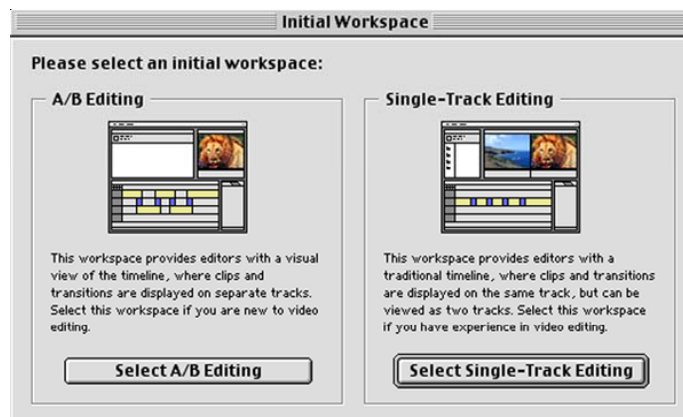 Initial Workspace
Please select an initial workspace:
A/B Editing
This workspace provides editors with a visual
view of the timeline, where clips and
transitions are displayed on separate tracks.
Select this workspace if you are new to video
editing.
Select A/B Editing
Single-Track Editing
This workspace provides editors with a
traditional timeline, where clips and transitions
are displayed on the same track, but can be
viewed as two tracks. Select this workspace
if you have experience in video editing.
Select Single-Track Editing